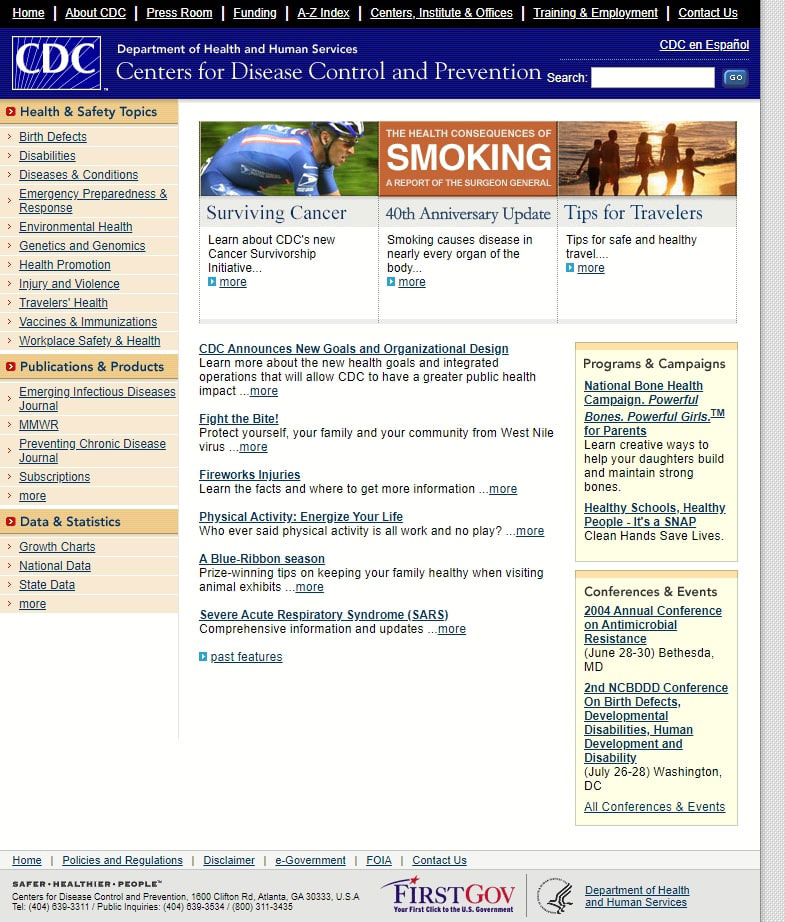 Home | About CDC | Press Room | Funding | A-Z Index | Centers, Institute & Offices | Training & Employment | Contact Us
CDC
TM
Department of Health and Human Services
Centers for Disease Control and Prevention
CDC en Español
Search:
GO
Health & Safety Topics
Birth Defects
Disabilities
Diseases & Conditions
Emergency Preparedness &
Response
Environmental Health
Genetics and Genomics
Health Promotion
Injury and Violence
Travelers' Health
Vaccines & Immunizations
Workplace Safety & Health
Publications & Products
Emerging Infectious Diseases
Journal
MMWR
Preventing Chronic Disease
Journal
Subscriptions
more
Data & Statistics
Growth Charts
National Data
State Data
more
Surviving Cancer
Learn about CDC's new
Cancer Survivorship
Initiative...
more
THE HEALTH CONSEQUENCES OF
SMOKING
A REPORT OF THE SURGEON GENERAL
40th Anniversary Update
Smoking causes disease in
nearly every organ of the
body...
more
Tips for Travelers
Tips for safe and healthy
travel....
more
CDC Announces New Goals and Organizational Design
Learn more about the new health goals and integrated
operations that will allow CDC to have a greater public health
impact ...more
Fight the Bite!
Protect yourself, your family and your community from West Nile
virus ...more
Fireworks Injuries
Learn the facts and where to get more information ...more
Physical Activity: Energize Your Life
Who ever said physical activity is all work and no play? ...more
A Blue-Ribbon season
Prize-winning tips on keeping your family healthy when visiting
animal exhibits ...more
Severe Acute Respiratory Syndrome (SARS)
Comprehensive information and updates ...more
past features
Programs & Campaigns
National Bone Health
Campaign. Powerful
Bones. Powerful Girls.TM
for Parents
Learn creative ways to
help your daughters build
and maintain strong
bones.
Healthy Schools, Healthy
People - It's a SNAP
Clean Hands Save Lives.
Conferences & Events
2004 Annual Conference
on Antimicrobial
Resistance
(June 28-30) Bethesda,
MD
2nd NCBDDD Conference
On Birth Defects,
Developmental
Disabilities, Human
Development and
Disability
(July 26-28) Washington,
DC
All Conferences & Events
Home | Policies and Regulations | Disclaimer | e-Government | FOIA | Contact Us
SAFER • HEALTHIER • PEOPLE™
Centers for Disease Control and Prevention, 1600 Clifton Rd, Atlanta, GA 30333, U.S.A
Tel: (404) 639-3311 / Public Inquiries: (404) 639-3534 / (800) 311-3435
FIRSTGOV
Your First Click to the U.S. Government
Department of Health
and Human Services